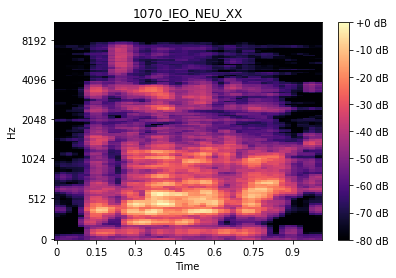 1070_IEO_NEU_XX
8192
4096
2048
1024
512
0
Hz
0 0.15 0.3 0.45 0.6 0.75 0.9
Time
+0 dB
-10 dB
-20 dB
-30 dB
-40 dB
-50 dB
-60 dB
-70 dB
-80 dB